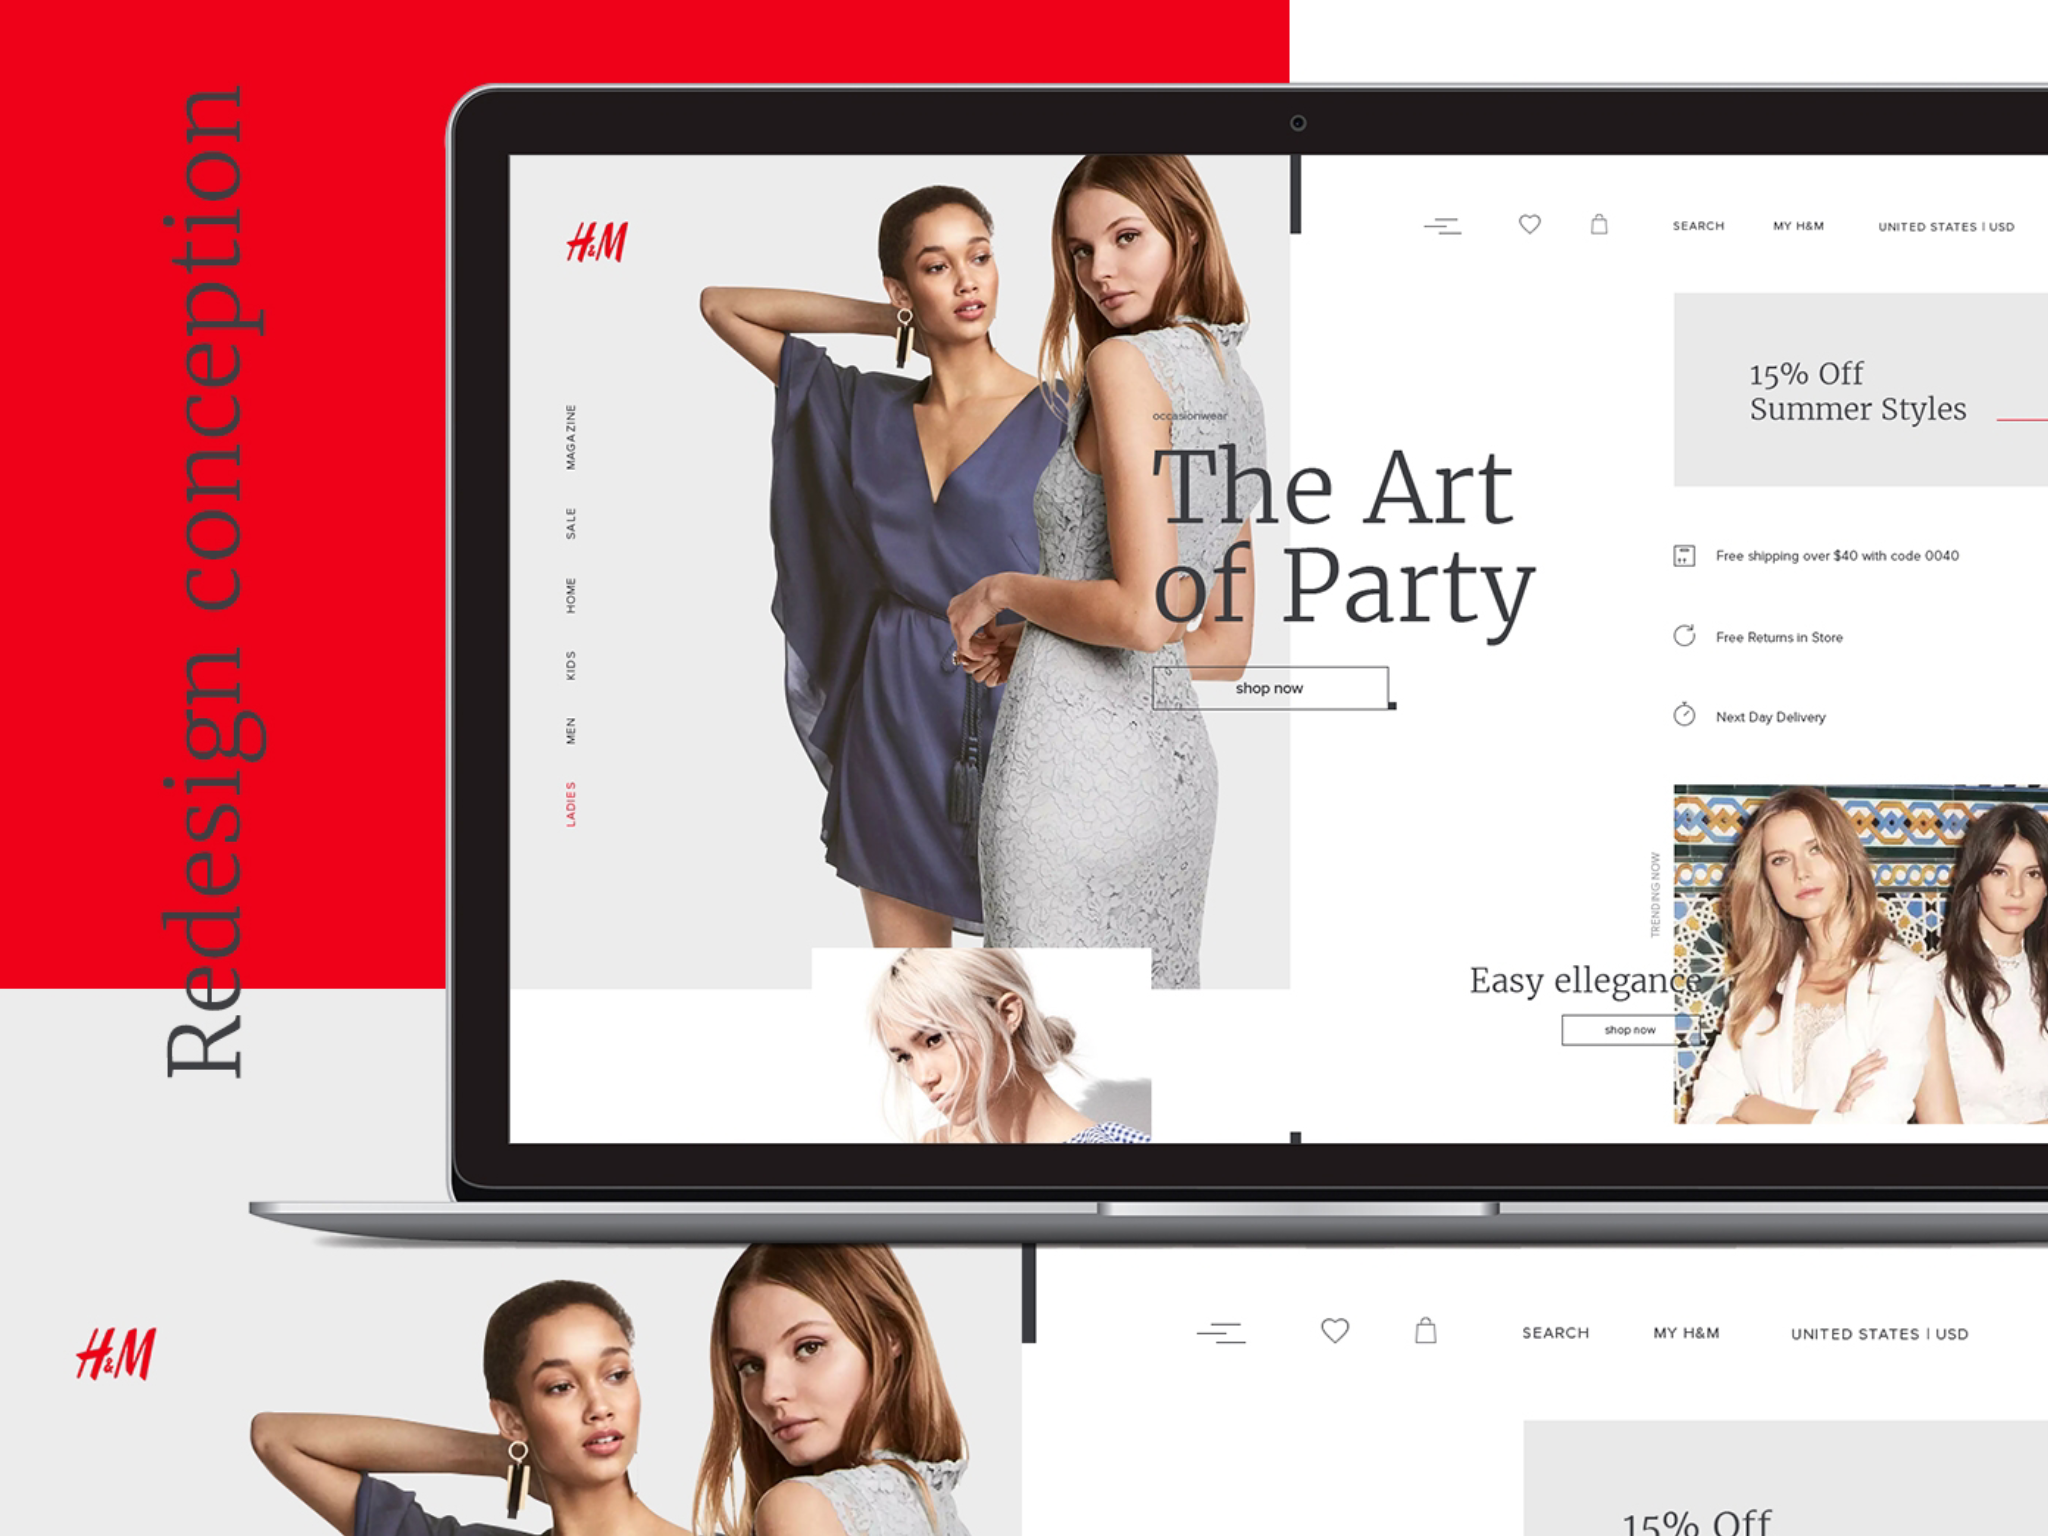 Redesign conception
H&M
SEARCH
MY H&M
UNITED STATES | USD
MAGAZINE
SALE
HOME
KIDS
MEN
LADIES
occasionwear
The Art
of Party
shop now
15% Off
Summer Styles
Free shipping over $40 with code 0040
Free Returns in Store
Next Day Delivery
TRENDING NOW
Easy ellegance
shop now
H&M
SEARCH
MY H&M
UNITED STATES | USD
15% Off